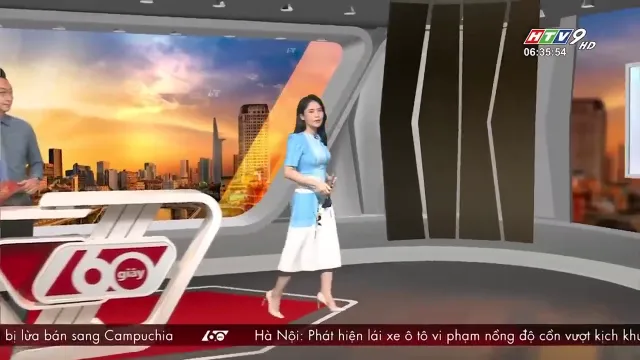 HTV9 HD
06:35:54
60 giây
bị lừa bán sang Campuchia 60 Hà Nội: Phát hiện lái xe ô tô vi phạm nồng độ cồn vượt kịch khu